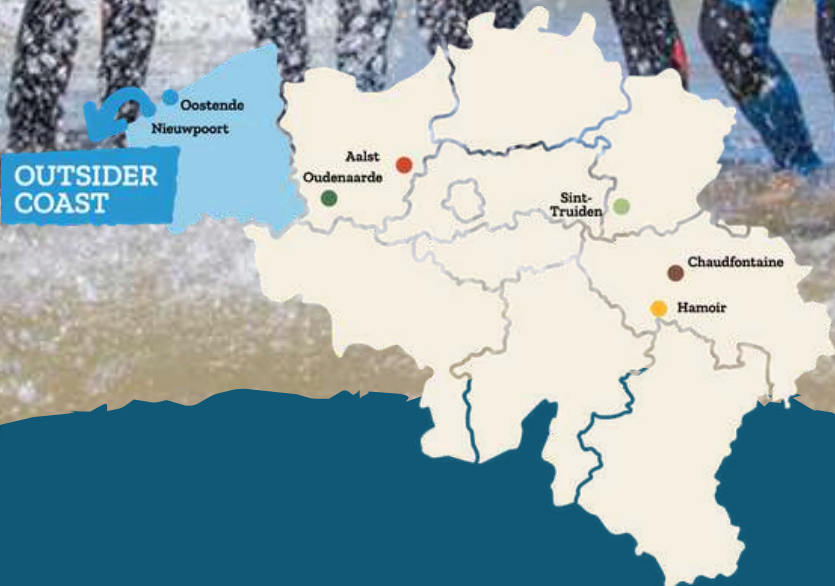 Oostende
Nieuwpoort
OUTSIDER
COAST
Aalst
Oudenaarde
Sint-
Truiden
Chaudfontaine
Hamoir